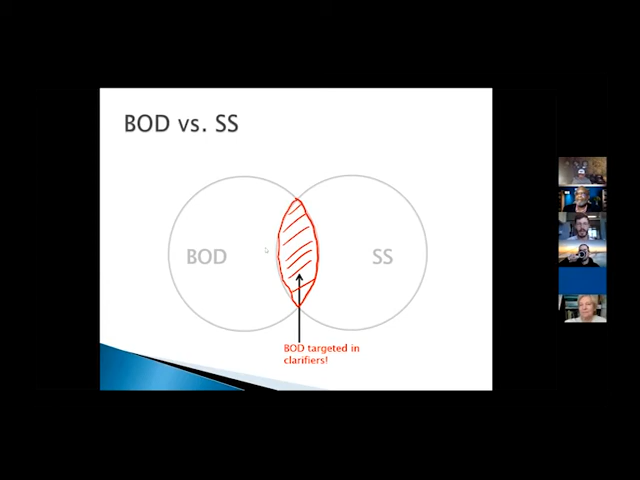 BOD vs. SS
BOD
SS
BOD targeted in
clarifiers!